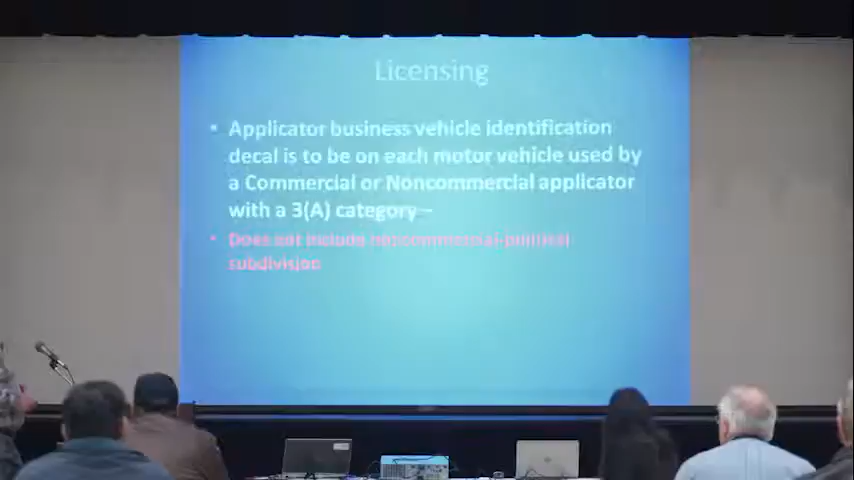 Licensing
• Applicator business vehicle identification
decal is to be on each motor vehicle used by
a Commercial or Noncommercial applicator
with a 3(A) category –
• Does not include noncommercial-political
subdivision